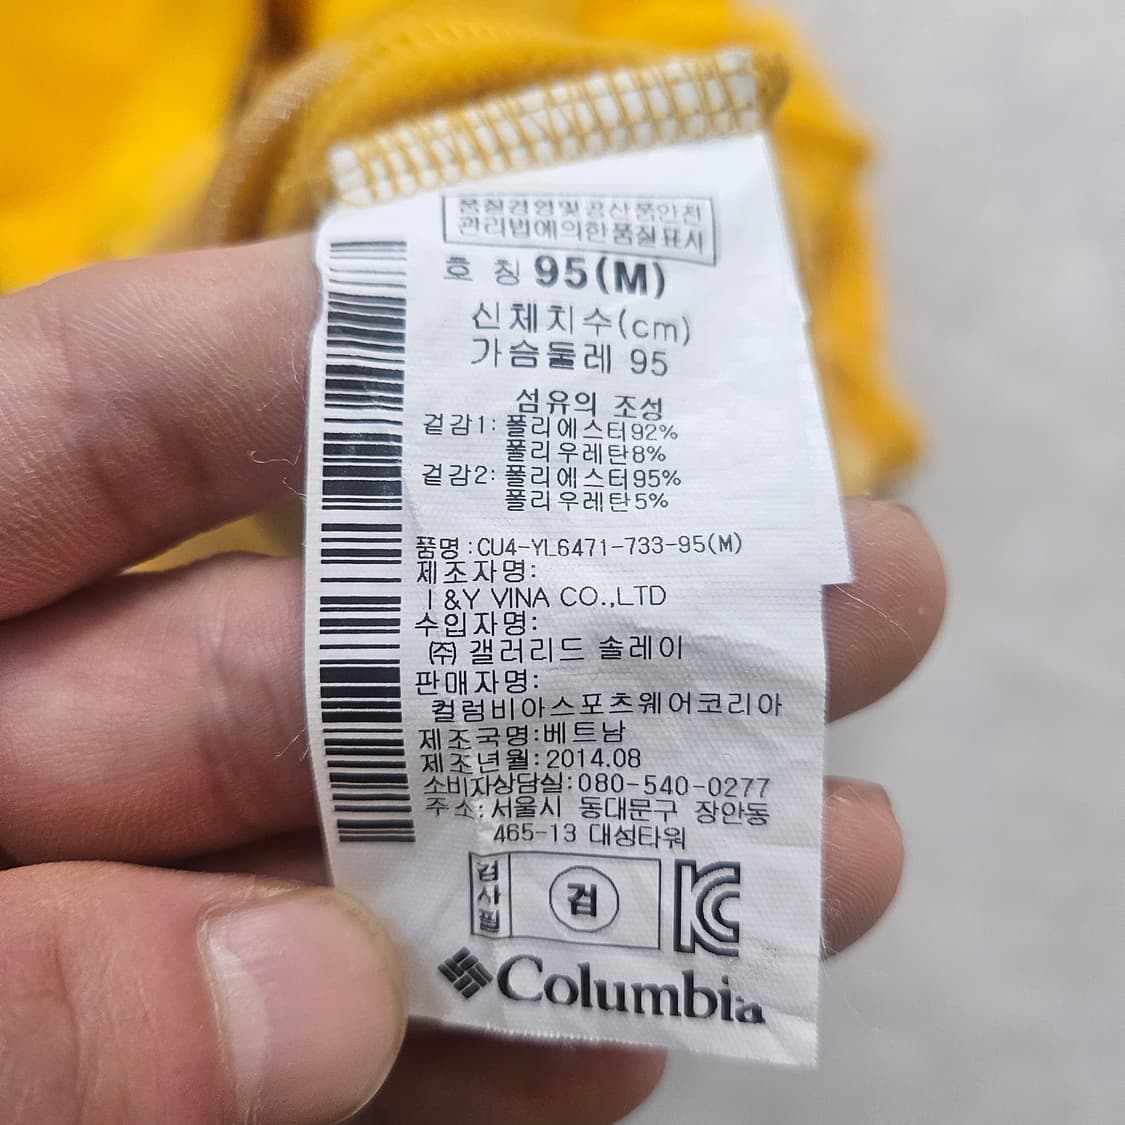 품질경영및공산품안전
관리법에의한품질표시
호 칭 95(M)
신체치수(cm)
가슴둘레 95
섬유의 조성
겉감1: 폴리에스터92%
폴리우레탄8%
겉감2: 폴리에스터95%
폴리우레탄5%
품명:CU4-YL6471-733-95(M)
제조자명:
I &Y VINA CO.,LTD
수입자명:
㈜ 갤러리드 솔레이
판매자명:
컬럼비아스포츠웨어코리아
제조국명:베트남
제조년월:2014.08
소비자상담실:080-540-0277
주 소:서울시 동대문구 장안동
465-13 대성타워
검사필 검 KC
Columbia